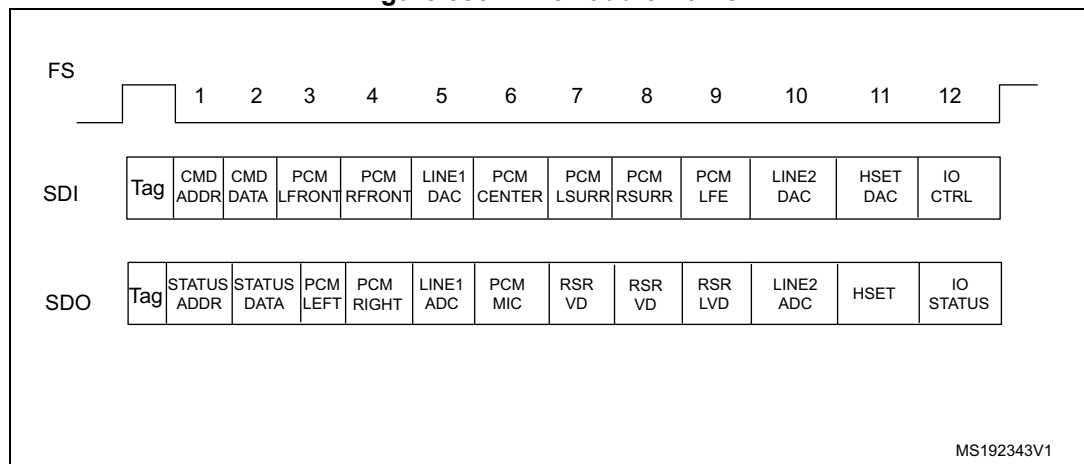 FS
1 2 3 4 5 6 7 8 9 10 11 12
SDI
Tag
CMD ADDR
CMD DATA
PCM LFRONT
PCM RFRONT
LINE1 DAC
PCM CENTER
PCM LSURR
PCM RSURR
PCM LFE
LINE2 DAC
HSET DAC
IO CTRL
SDO
Tag
STATUS ADDR
STATUS DATA
PCM LEFT
PCM RIGHT
LINE1 ADC
PCM MIC
RSR VD
RSR VD
RSR LVD
LINE2 ADC
HSET
IO STATUS
MS192343V1